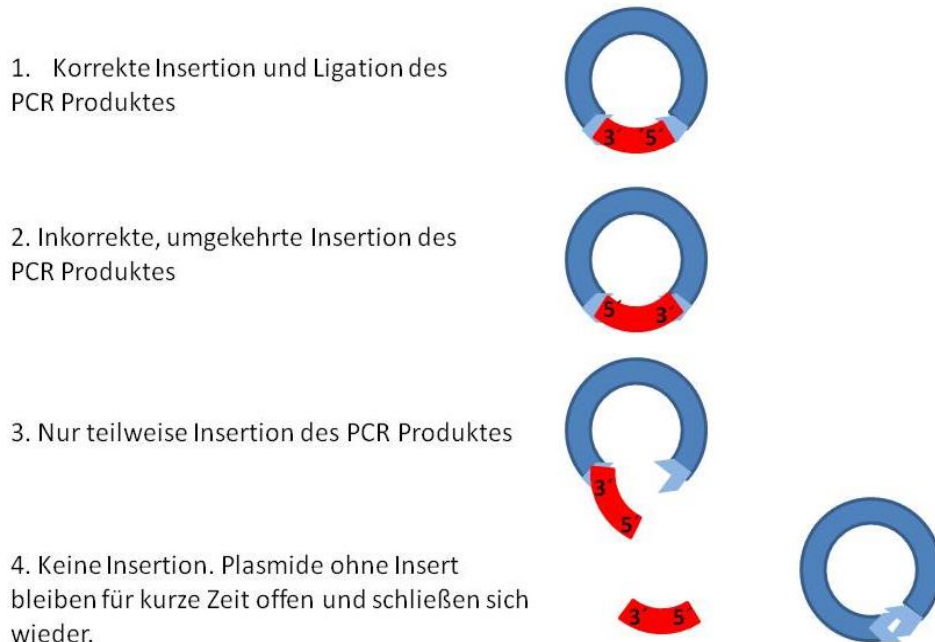 1. Korrekte Insertion und Ligation des
PCR Produktes
3´ ´5´
2. Inkorrekte, umgekehrte Insertion des
PCR Produktes
5´ 3´
3. Nur teilweise Insertion des PCR Produktes
3´
5´
4. Keine Insertion. Plasmide ohne Insert
bleiben für kurze Zeit offen und schließen sich
wieder.
3´ 5´